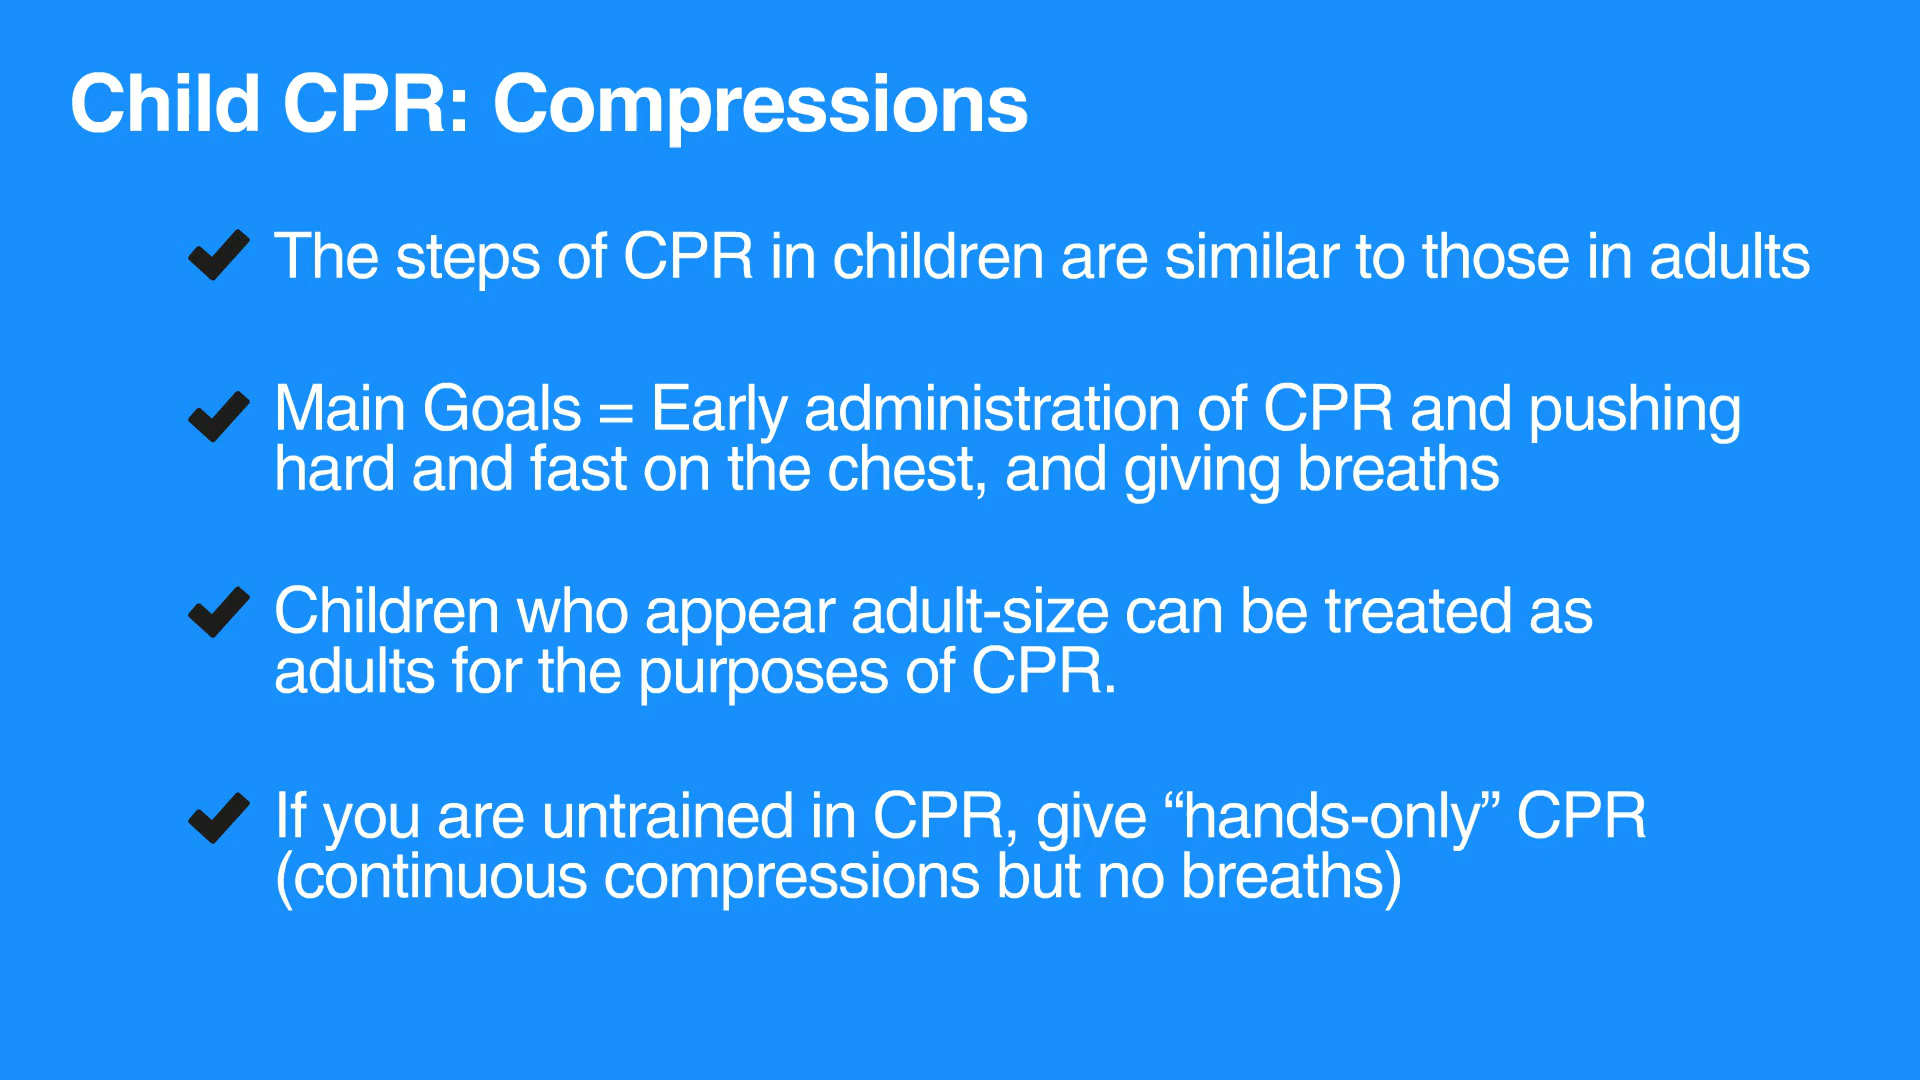 Child CPR: Compressions
The steps of CPR in children are similar to those in adults
Main Goals = Early administration of CPR and pushing
hard and fast on the chest, and giving breaths
Children who appear adult-size can be treated as
adults for the purposes of CPR.
If you are untrained in CPR, give “hands-only” CPR
(continuous compressions but no breaths)